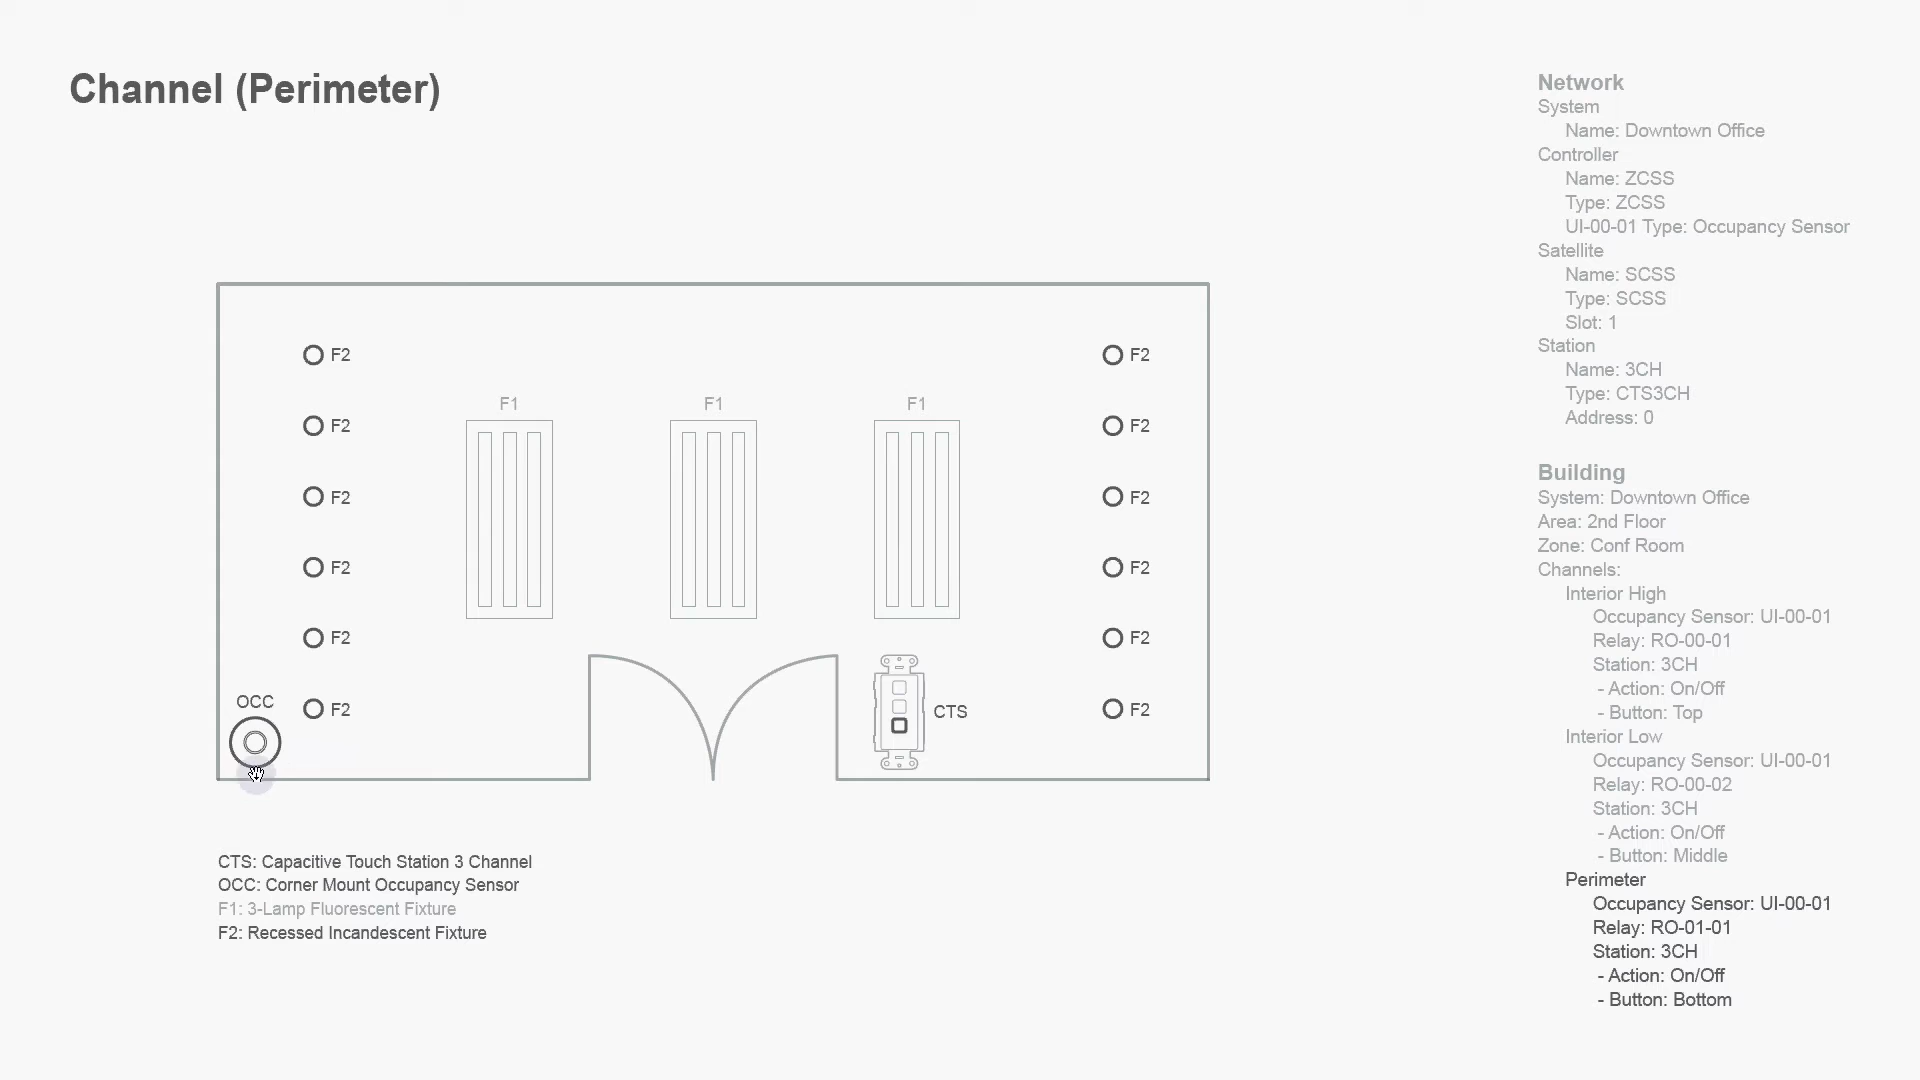 Channel (Perimeter)
F2
F2
F2
F2
F2
F2
F1
F1
F1
F2
F2
F2
F2
F2
F2
OCC
CTS
CTS: Capacitive Touch Station 3 Channel
OCC: Corner Mount Occupancy Sensor
F1: 3-Lamp Fluorescent Fixture
F2: Recessed Incandescent Fixture
Network
System
Name: Downtown Office
Controller
Name: ZCSS
Type: ZCSS
UI-00-01 Type: Occupancy Sensor
Satellite
Name: SCSS
Type: SCSS
Slot: 1
Station
Name: 3CH
Type: CTS3CH
Address: 0
Building
System: Downtown Office
Area: 2nd Floor
Zone: Conf Room
Channels:
Interior High
Occupancy Sensor: UI-00-01
Relay: RO-00-01
Station: 3CH
- Action: On/Off
- Button: Top
Interior Low
Occupancy Sensor: UI-00-01
Relay: RO-00-02
Station: 3CH
- Action: On/Off
- Button: Middle
Perimeter
Occupancy Sensor: UI-00-01
Relay: RO-01-01
Station: 3CH
- Action: On/Off
- Button: Bottom